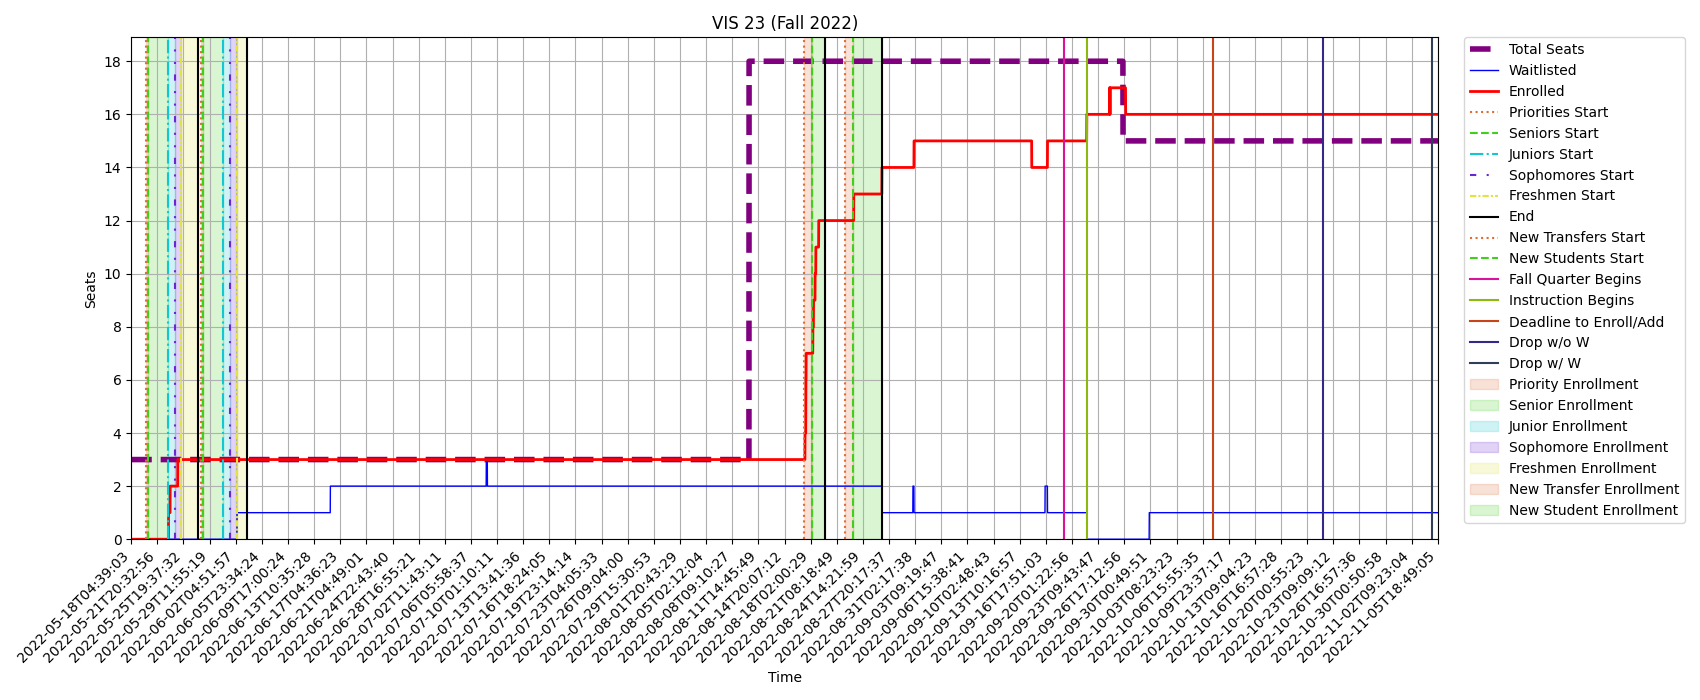 VIS 23 (Fall 2022)
Seats
18
16
14
12
10
8
6
4
2
0
2022-05-18T04:39:03
2022-05-21T20:32:56
2022-05-25T19:37:32
2022-05-29T11:55:19
2022-06-02T04:51:57
2022-06-05T23:34:24
2022-06-09T17:00:24
2022-06-13T10:35:28
2022-06-17T04:36:23
2022-06-21T04:49:01
2022-06-24T22:43:40
2022-06-28T16:55:21
2022-07-02T11:43:11
2022-07-06T05:58:37
2022-07-10T01:10:11
2022-07-13T13:41:36
2022-07-16T18:24:05
2022-07-19T23:14:14
2022-07-23T04:05:33
2022-07-26T09:04:00
2022-07-29T15:30:53
2022-08-01T20:43:29
2022-08-05T02:12:04
2022-08-08T09:10:27
2022-08-11T14:45:49
2022-08-14T20:07:12
2022-08-18T02:00:29
2022-08-21T08:18:49
2022-08-24T14:21:59
2022-08-27T20:17:37
2022-08-31T02:17:38
2022-09-03T09:19:47
2022-09-06T15:38:41
2022-09-10T02:48:43
2022-09-13T10:16:57
2022-09-16T17:51:03
2022-09-20T01:22:56
2022-09-23T09:43:47
2022-09-26T17:12:56
2022-09-30T00:49:51
2022-10-03T08:23:23
2022-10-06T15:55:35
2022-10-09T23:37:17
2022-10-13T09:04:23
2022-10-16T16:57:28
2022-10-20T00:55:23
2022-10-23T09:09:12
2022-10-26T16:57:36
2022-10-30T00:50:58
2022-11-02T09:23:04
2022-11-05T18:49:05
Time
Total Seats
Waitlisted
Enrolled
Priorities Start
Seniors Start
Juniors Start
Sophomores Start
Freshmen Start
End
New Transfers Start
New Students Start
Fall Quarter Begins
Instruction Begins
Deadline to Enroll/Add
Drop w/o W
Drop w/ W
Priority Enrollment
Senior Enrollment
Junior Enrollment
Sophomore Enrollment
Freshmen Enrollment
New Transfer Enrollment
New Student Enrollment